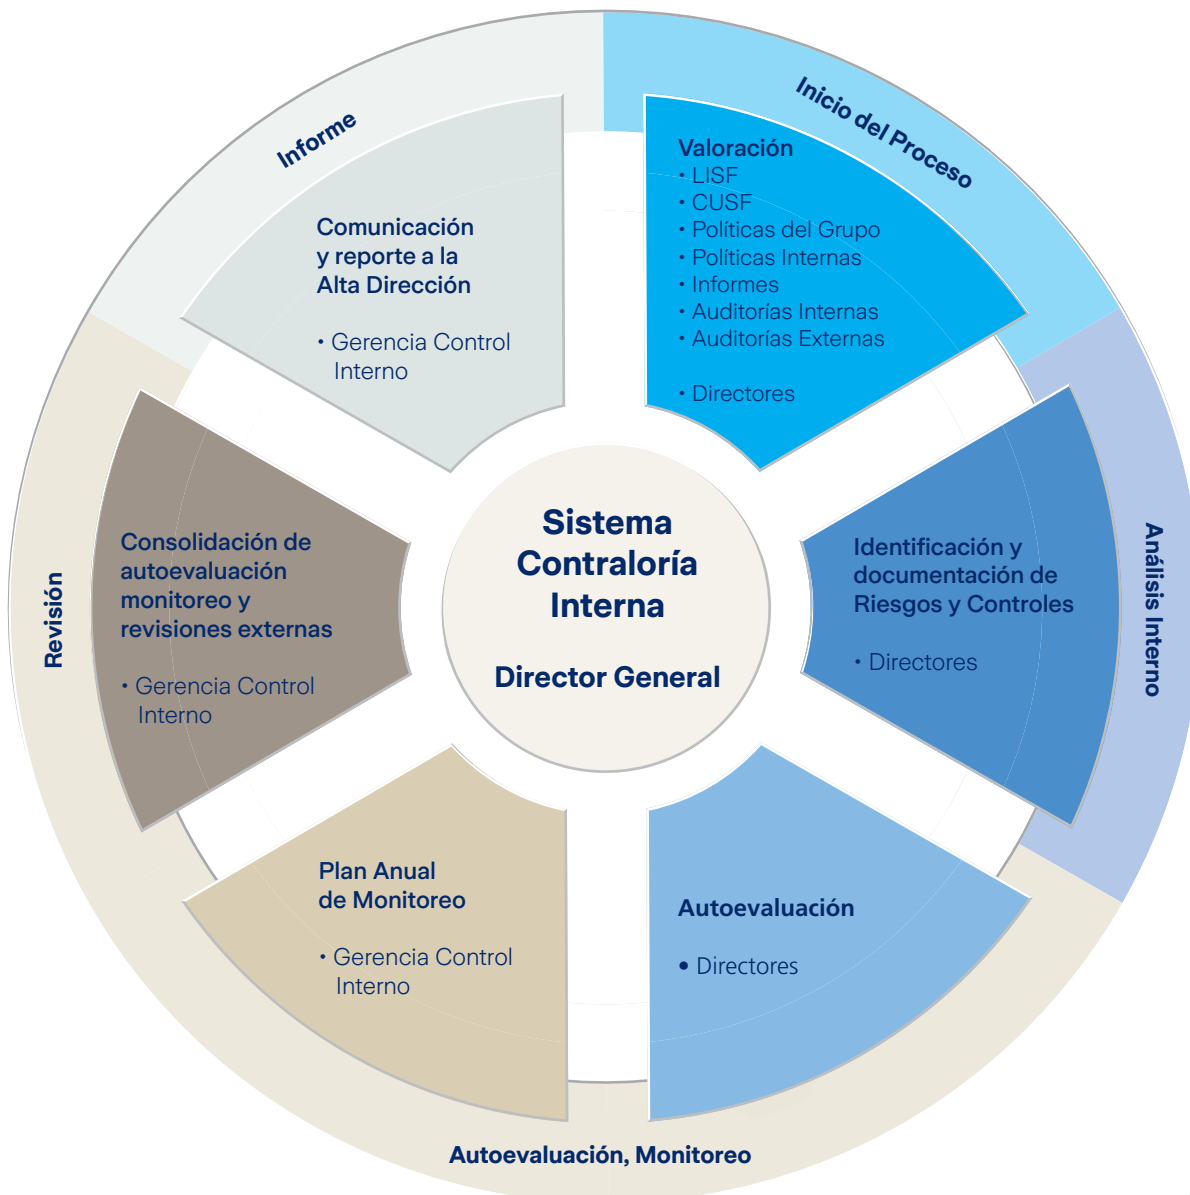 Inicio del Proceso
Valoración
• LISF
• CUSF
• Políticas del Grupo
• Políticas Internas
• Informes
• Auditorías Internas
• Auditorías Externas
• Directores
Análisis Interno
Identificación y
documentación de
Riesgos y Controles
• Directores
Autoevaluación
• Directores
Autoevaluación, Monitoreo
Plan Anual
de Monitoreo
• Gerencia Control
Interno
Revisión
Consolidación de
autoevaluación
monitoreo y
revisiones externas
• Gerencia Control
Interno
Informe
Comunicación
y reporte a la
Alta Dirección
• Gerencia Control
Interno
Sistema
Contraloría
Interna
Director General